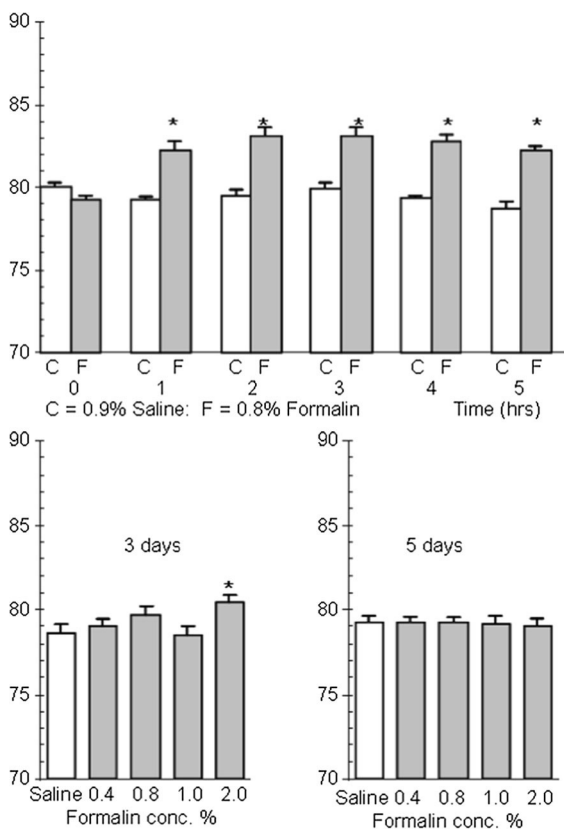 90
85
80
75
70
* * * * *
C F C F C F C F C F C F
0 1 2 3 4 5
C = 0.9% Saline: F = 0.8% Formalin Time (hrs)
90
85
80
75
70
3 days
*
Saline 0.4 0.8 1.0 2.0
Formalin conc. %
90
85
80
75
70
5 days
Saline 0.4 0.8 1.0 2.0
Formalin conc. %